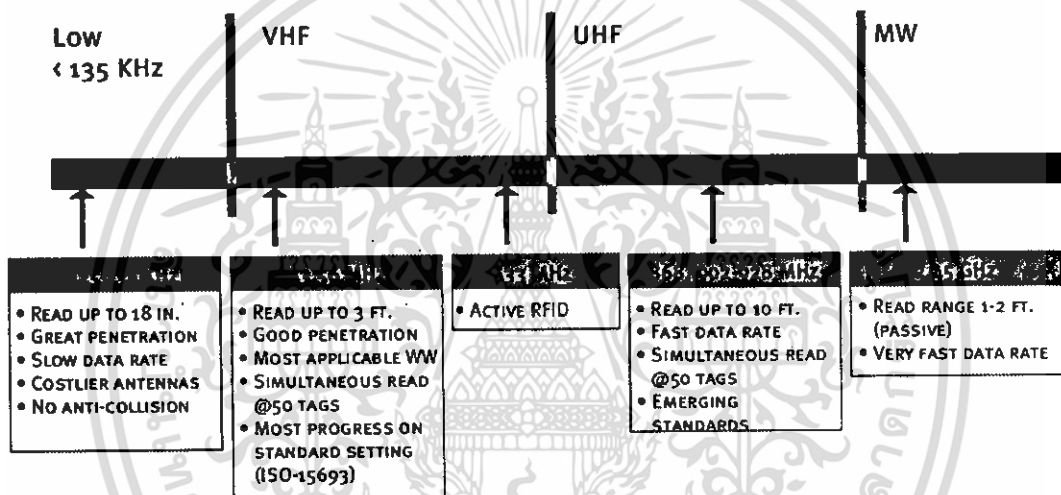 Low
< 135 KHz
VHF
UHF
MW
• READ UP TO 18 IN.
• GREAT PENETRATION
• SLOW DATA RATE
• COSTLIER ANTENNAS
• NO ANTI-COLLISION
• READ UP TO 3 FT.
• GOOD PENETRATION
• MOST APPLICABLE WW
• SIMULTANEOUS READ
@50 TAGS
• MOST PROGRESS ON
STANDARD SETTING
(ISO-15693)
• ACTIVE RFID
• READ UP TO 10 FT.
• FAST DATA RATE
• SIMULTANEOUS READ
@50 TAGS
• EMERGING
STANDARDS
• READ RANGE 1-2 FT.
(PASSIVE)
• VERY FAST DATA RATE